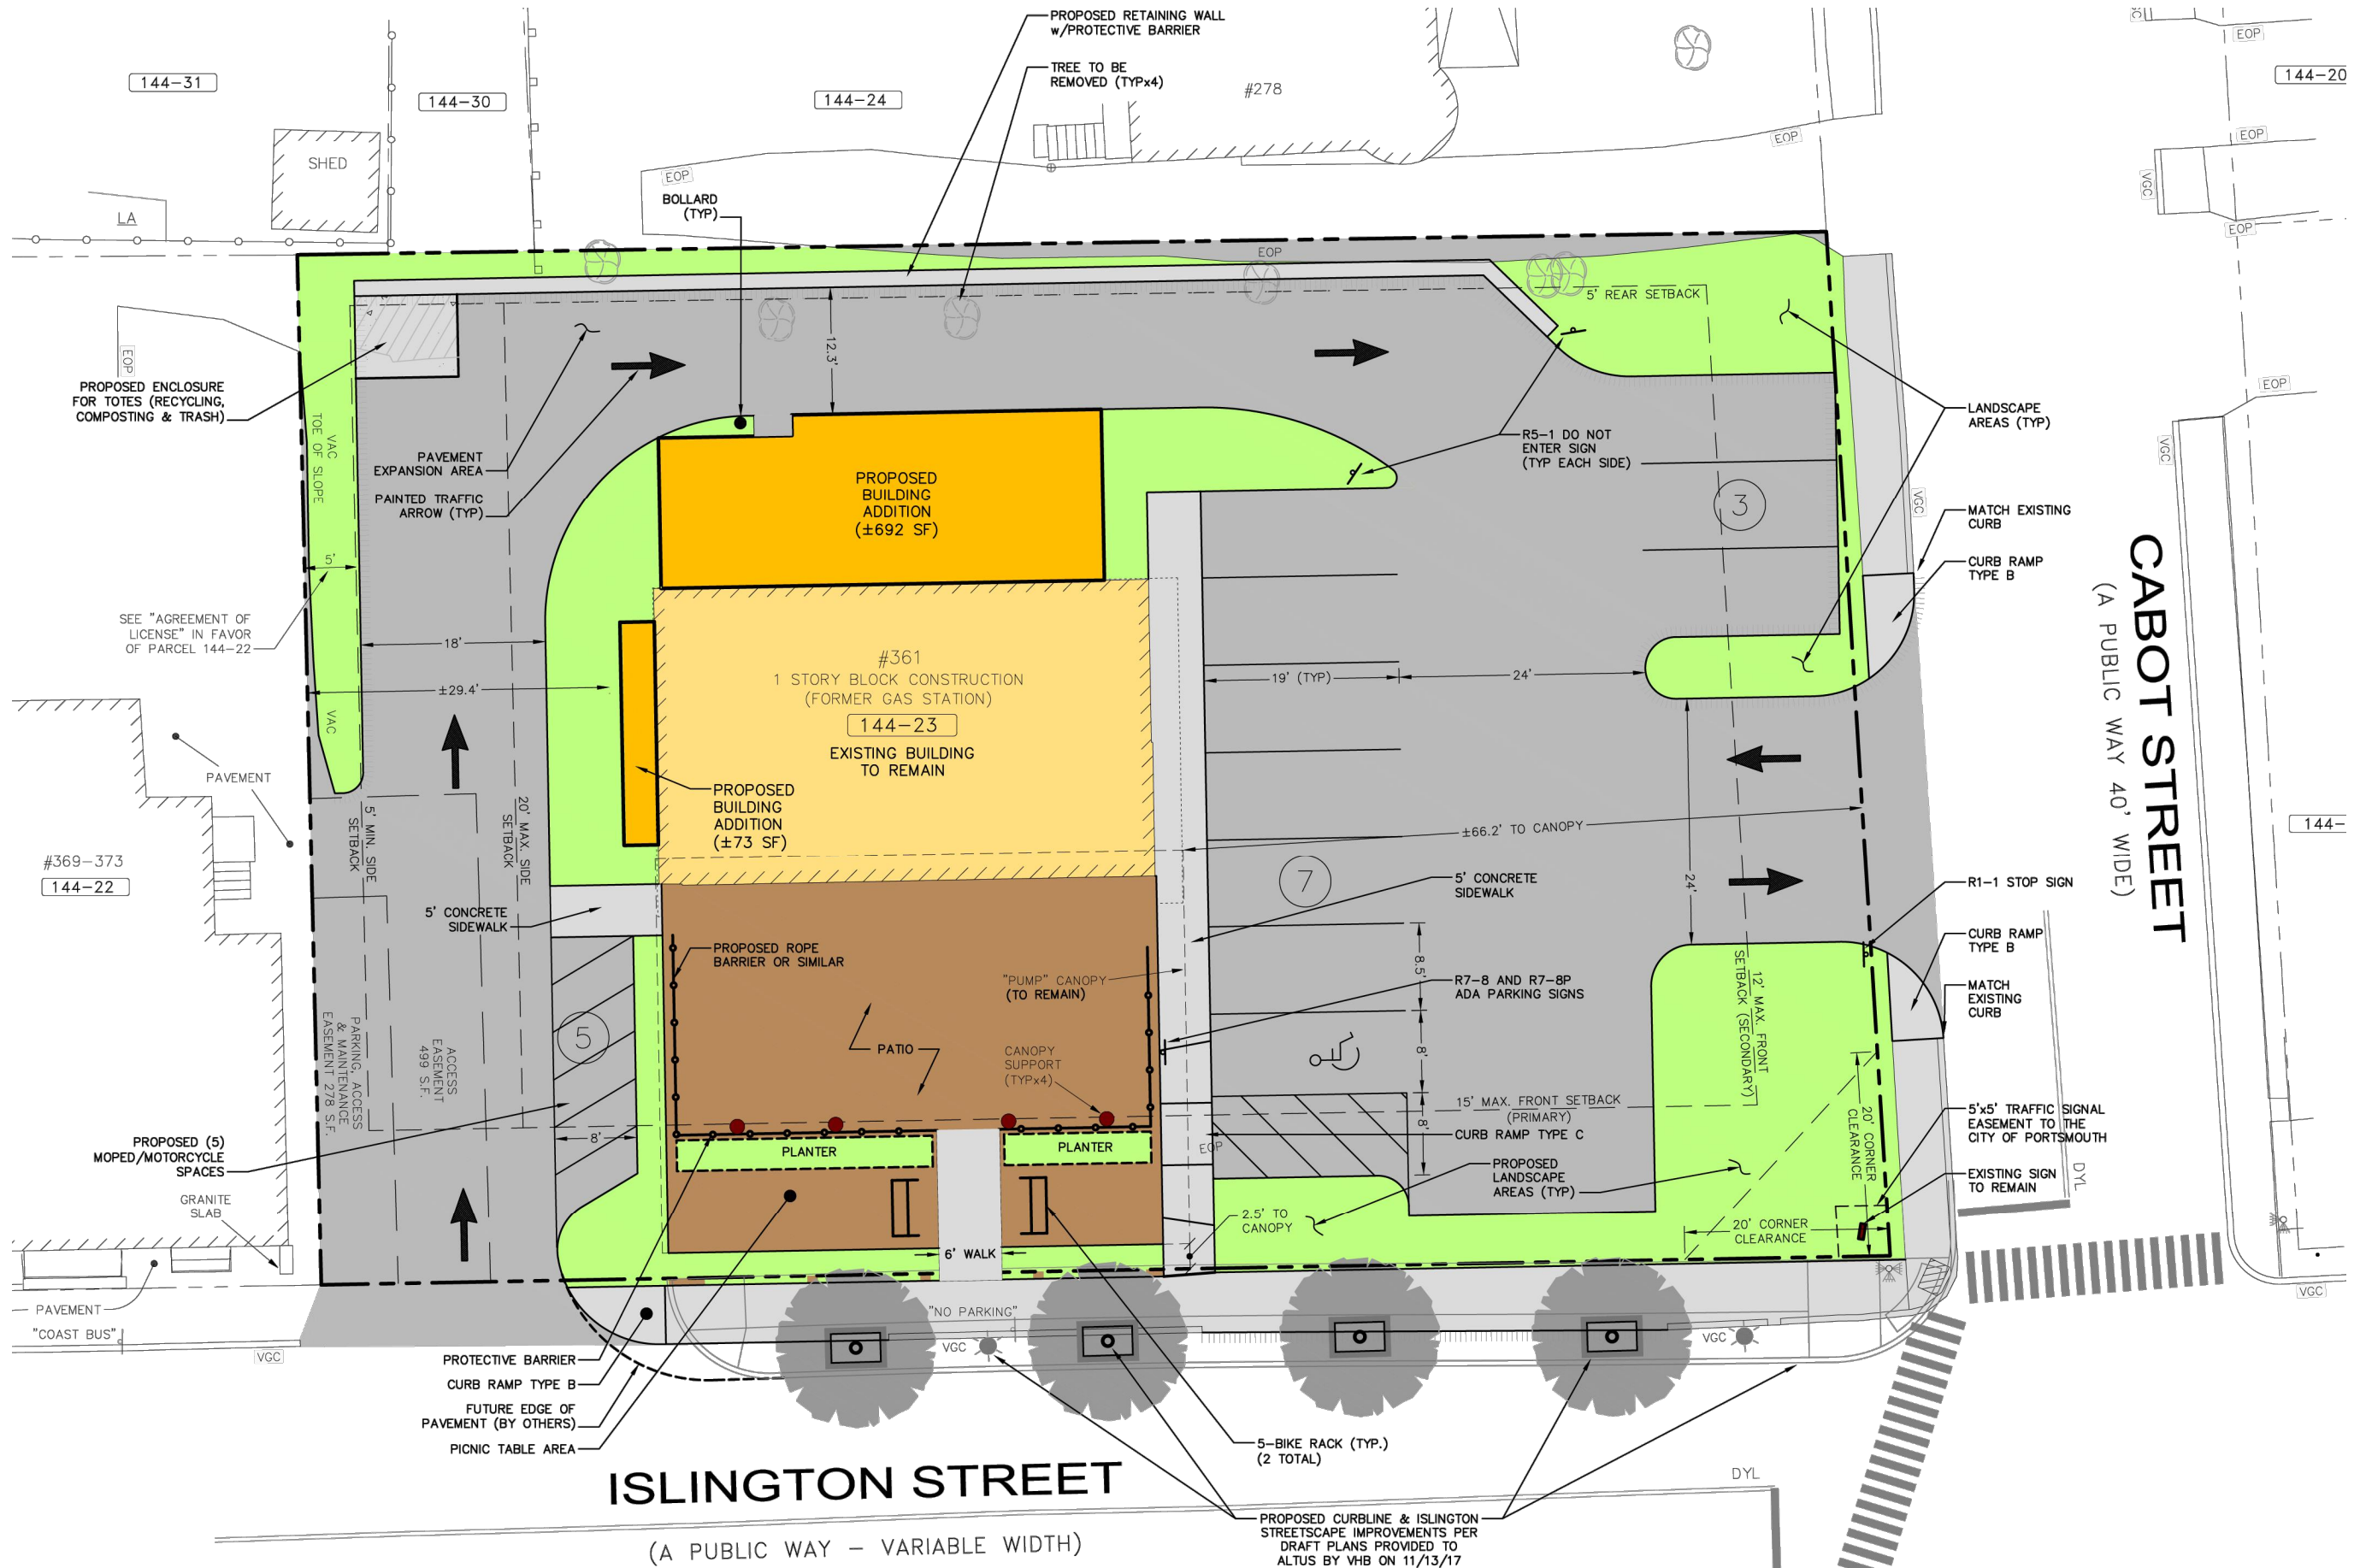 PROPOSED RETAINING WALL
w/PROTECTIVE BARRIER
TREE TO BE
REMOVED (TYPx4)
144-31
144-30
144-24
#278
EOP
EOP
144-20
EOP
SHED
LA
EOP
BOLLARD
(TYP)
VGC
EOP
EOP
5' REAR SETBACK
EOP
PROPOSED ENCLOSURE
FOR TOTES (RECYCLING,
COMPOSTING & TRASH)
12.3'
EOP
LANDSCAPE
AREAS (TYP)
VAC
TOE OF SLOPE
PAVEMENT
EXPANSION AREA
PAINTED TRAFFIC
ARROW (TYP)
R5-1 DO NOT
ENTER SIGN
(TYP EACH SIDE)
PROPOSED
BUILDING
ADDITION
(±692 SF)
3
VGC
VGC
MATCH EXISTING
CURB
CURB RAMP
TYPE B
5'
SEE "AGREEMENT OF
LICENSE" IN FAVOR
OF PARCEL 144-22
18'
±29.4'
VAC
#361
1 STORY BLOCK CONSTRUCTION
(FORMER GAS STATION)
144-23
EXISTING BUILDING
TO REMAIN
19' (TYP)
24'
CABOT STREET
(A PUBLIC WAY 40' WIDE)
PAVEMENT
PROPOSED
BUILDING
ADDITION
(±73 SF)
5' MIN. SIDE
SETBACK
20' MAX. SIDE
SETBACK
±66.2' TO CANOPY
24'
144-
#369-373
144-22
7
5' CONCRETE
SIDEWALK
R1-1 STOP SIGN
5' CONCRETE
SIDEWALK
PROPOSED ROPE
BARRIER OR SIMILAR
"PUMP" CANOPY
(TO REMAIN)
8.5'
R7-8 AND R7-8P
ADA PARKING SIGNS
12' MAX. FRONT
SETBACK (SECONDARY)
CURB RAMP
TYPE B
MATCH
EXISTING
CURB
PARKING, ACCESS
& MAINTENANCE
EASEMENT 278 S.F.
ACCESS
EASEMENT
499 S.F.
5
PATIO
CANOPY
SUPPORT
(TYPx4)
8'
15' MAX. FRONT SETBACK
(PRIMARY)
8'
CURB RAMP TYPE C
EOP
20' CORNER
CLEARANCE
5'x5' TRAFFIC SIGNAL
EASEMENT TO THE
CITY OF PORTSMOUTH
PROPOSED (5)
MOPED/MOTORCYCLE
SPACES
8'
PLANTER
PLANTER
PROPOSED
LANDSCAPE
AREAS (TYP)
EXISTING SIGN
TO REMAIN
DYL
GRANITE
SLAB
2.5' TO
CANOPY
20' CORNER
CLEARANCE
6' WALK
PAVEMENT
"COAST BUS"
VGC
"NO PARKING"
VGC
VGC
VGC
PROTECTIVE BARRIER
CURB RAMP TYPE B
FUTURE EDGE OF
PAVEMENT (BY OTHERS)
PICNIC TABLE AREA
5-BIKE RACK (TYP.)
(2 TOTAL)
ISLINGTON STREET
(A PUBLIC WAY – VARIABLE WIDTH)
DYL
PROPOSED CURBLINE & ISLINGTON
STREETSCAPE IMPROVEMENTS PER
DRAFT PLANS PROVIDED TO
ALTUS BY VHB ON 11/13/17